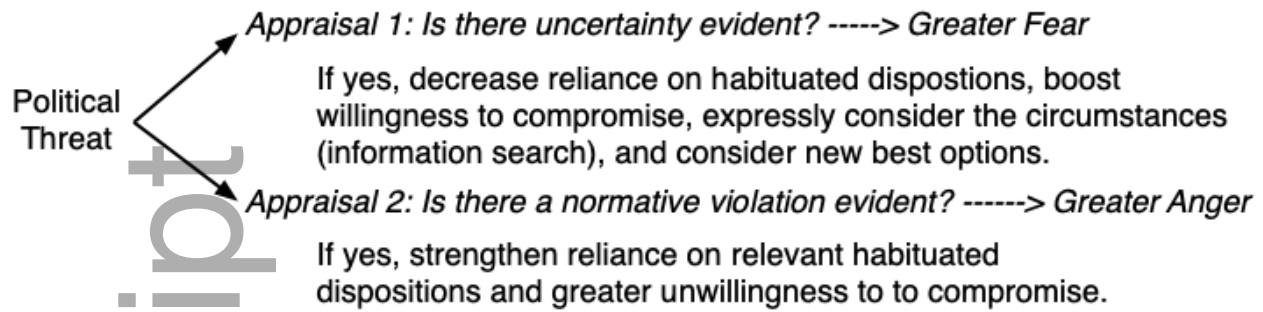 Appraisal 1: Is there uncertainty evident? -----> Greater Fear
If yes, decrease reliance on habituated dispostions, boost
willingness to compromise, expressly consider the circumstances
(information search), and consider new best options.
Political
Threat
Appraisal 2: Is there a normative violation evident? ------> Greater Anger
If yes, strengthen reliance on relevant habituated
dispositions and greater unwillingness to to compromise.
ipt